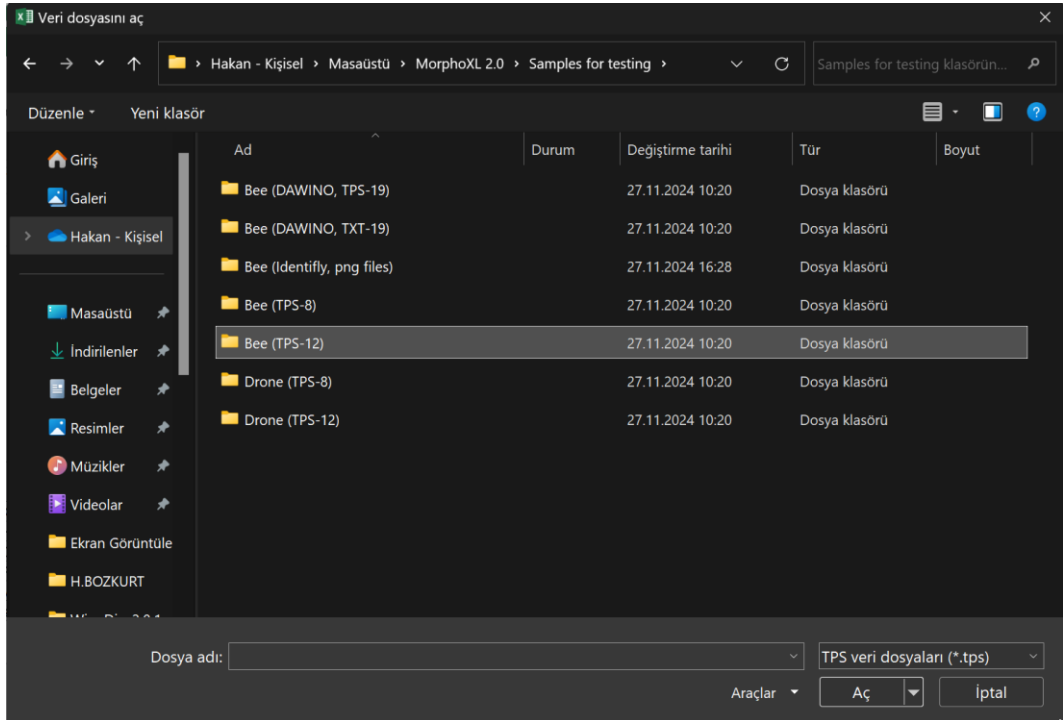 Veri dosyasını aç
Hakan - Kişisel › Masaüstü › MorphoXL 2.0 › Samples for testing ›
Samples for testing klasörün...
Düzenle
Yeni klasör
Giriş
Galeri
Hakan - Kişisel
Masaüstü
İndirilenler
Belgeler
Resimler
Müzikler
Videolar
Ekran Görüntüle
H.BOZKURT
Ad Durum Değiştirme tarihi Tür Boyut
Bee (DAWINO, TPS-19) 27.11.2024 10:20 Dosya klasörü
Bee (DAWINO, TXT-19) 27.11.2024 10:20 Dosya klasörü
Bee (Identifly, png files) 27.11.2024 16:28 Dosya klasörü
Bee (TPS-8) 27.11.2024 10:20 Dosya klasörü
Bee (TPS-12) 27.11.2024 10:20 Dosya klasörü
Drone (TPS-8) 27.11.2024 10:20 Dosya klasörü
Drone (TPS-12) 27.11.2024 10:20 Dosya klasörü
Dosya adı:
TPS veri dosyaları (*.tps)
Araçlar
Aç
İptal